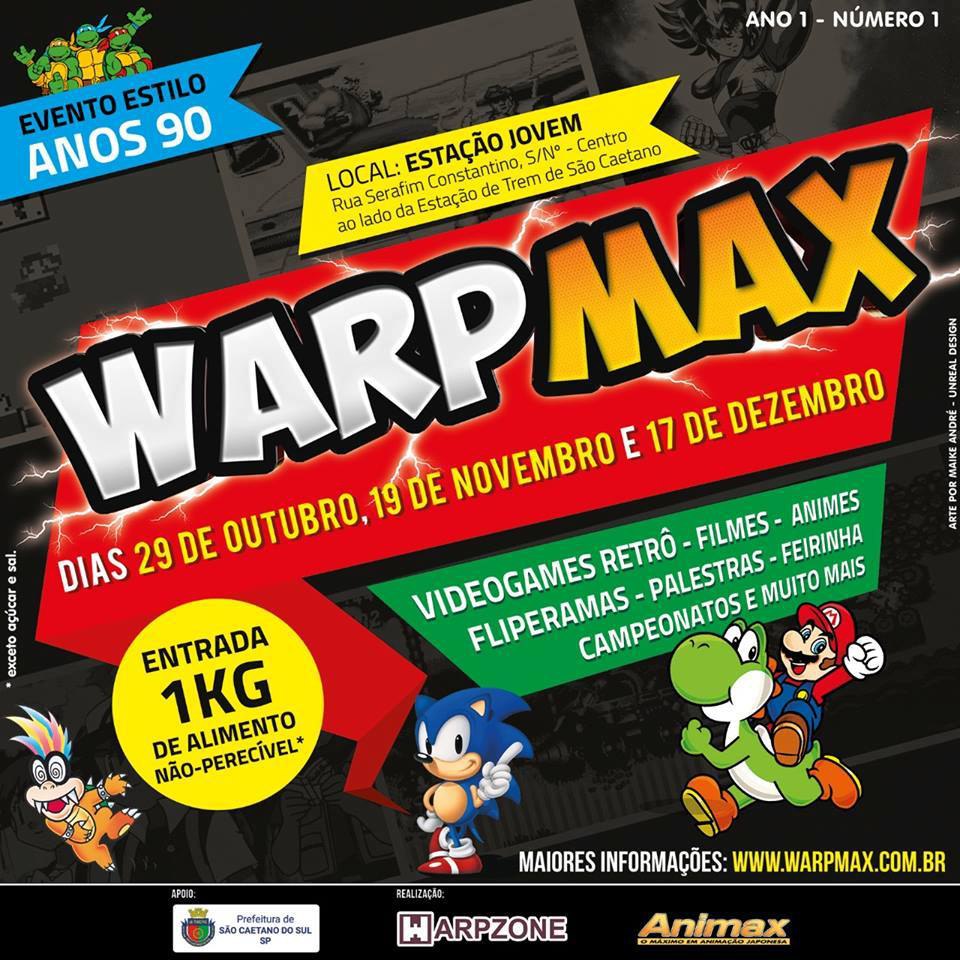 ANO 1 - NÚMERO 1
EVENTO ESTILO
ANOS 90
LOCAL: ESTAÇÃO JOVEM
Rua Serafim Constantino, S/Nº - Centro
ao lado da Estação de Trem de São Caetano
WARPMAX
DIAS 29 DE OUTUBRO, 19 DE NOVEMBRO E 17 DE DEZEMBRO
VIDEOGAMES RETRÔ - FILMES - ANIMES
FLIPERAMAS - PALESTRAS - FEIRINHA
CAMPEONATOS E MUITO MAIS
ENTRADA
1KG
DE ALIMENTO
NÃO-PERECÍVEL*
* exceto açúcar e sal.
ARTE POR MAIKE ANDRÉ - UNREAL DESIGN
MAIORES INFORMAÇÕES: WWW.WARPMAX.COM.BR
APOIO:
Prefeitura de
SÃO CAETANO DO SUL
SP
REALIZAÇÃO:
WARPZONE
Animax
O MÁXIMO EM ANIMAÇÃO JAPONESA